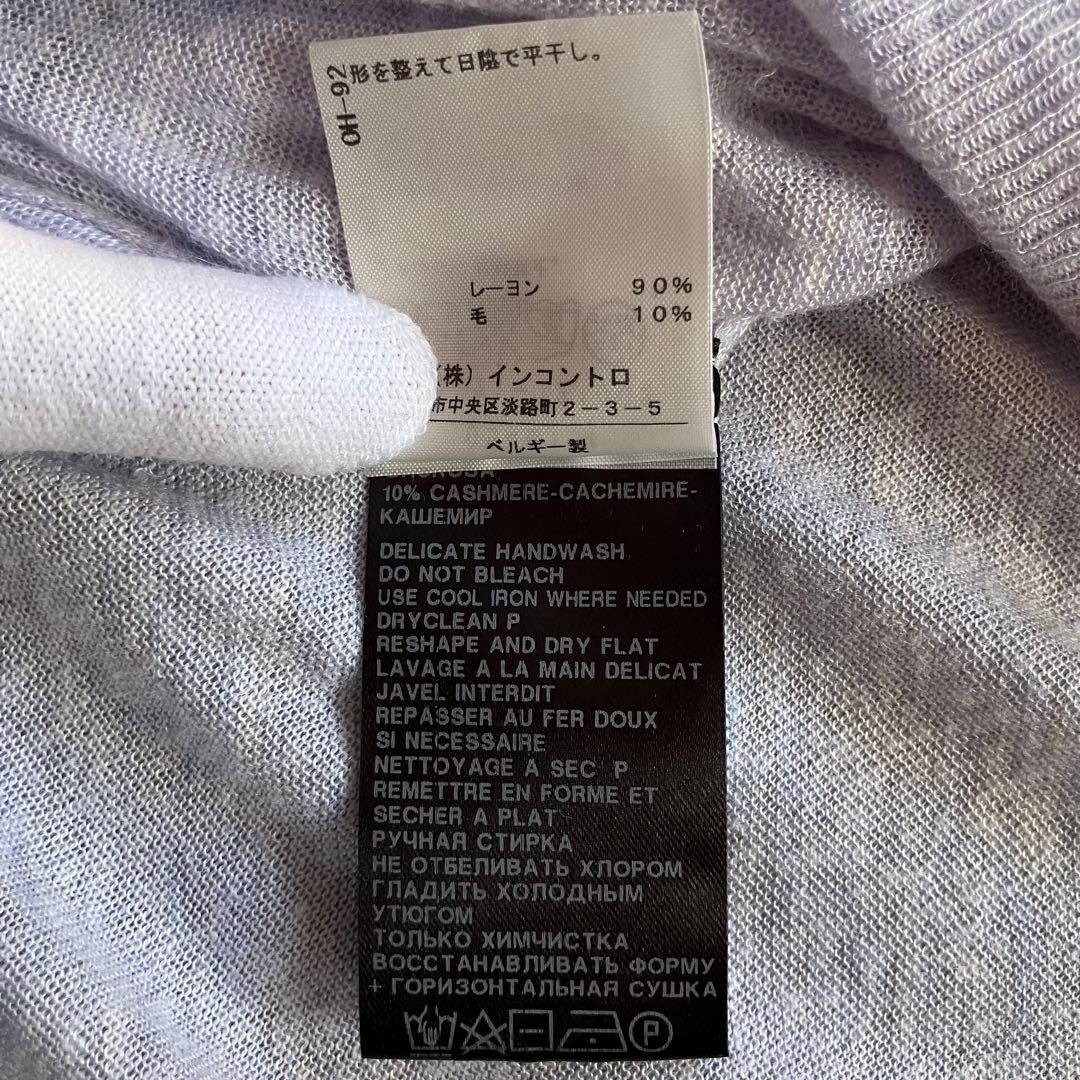 形を整えて日陰で平干し。
OH-92
レーヨン 90%
毛 10%
(株) インコントロ
市中央区淡路町2-3-5
ベルギー製
10% CASHMERE-CACHEMIRE-
КАШЕМИР
DELICATE HANDWASH
DO NOT BLEACH
USE COOL IRON WHERE NEEDED
DRYCLEAN P
RESHAPE AND DRY FLAT
LAVAGE A LA MAIN DELICAT
JAVEL INTERDIT
REPASSER AU FER DOUX
SI NECESSAIRE
NETTOYAGE A SEC P
REMETTRE EN FORME ET
SECHER A PLAT
РУЧНАЯ СТИРКА
НЕ ОТБЕЛИВАТЬ ХЛОРОМ
ГЛАДИТЬ ХОЛОДНЫМ
УТЮГОМ
ТОЛЬКО ХИМЧИСТКА
ВОССТАНАВЛИВАТЬ ФОРМУ
+ ГОРИЗОНТАЛЬНАЯ СУШКА
P